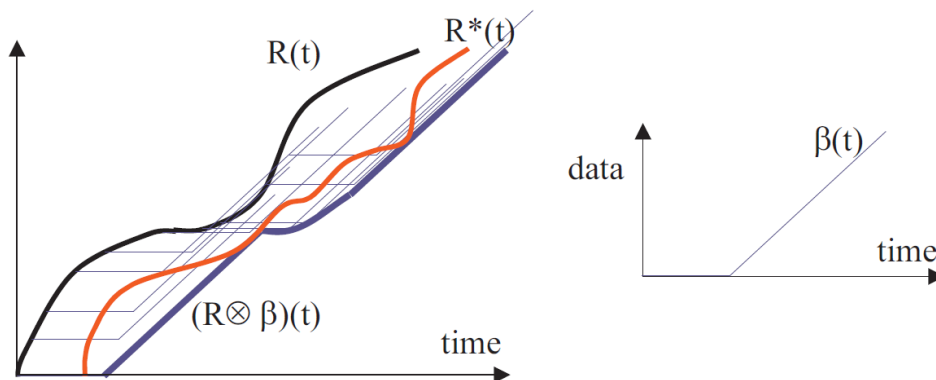 R(t)
R*(t)
(R⊗ β)(t)
time
data
β(t)
time